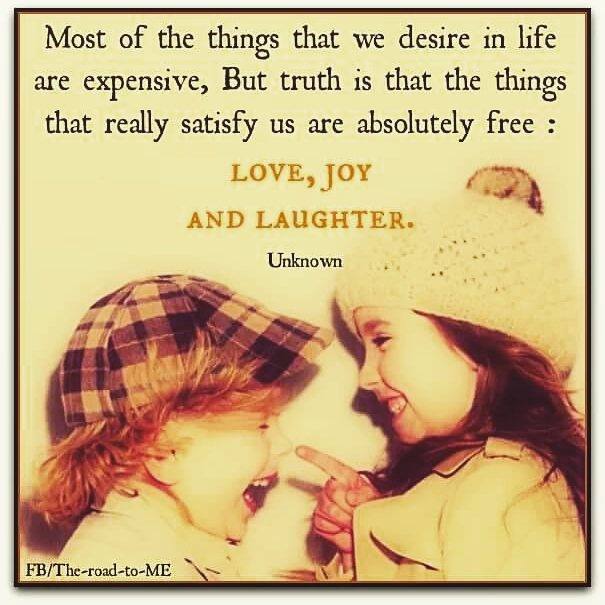 Most of the things that we desire in life
are expensive, But truth is that the things
that really satisfy us are absolutely free :
LOVE, JOY
AND LAUGHTER.
Unknown
FB/The-road-to-ME